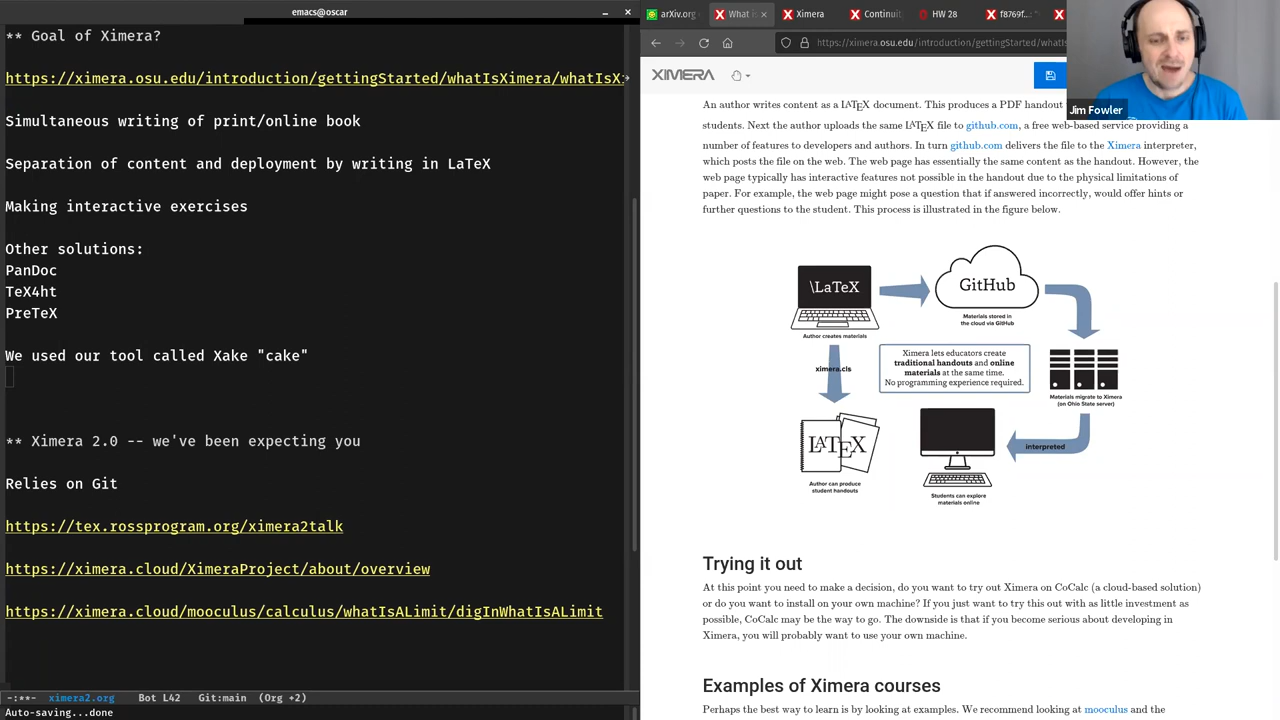 emacs@oscar
** Goal of Ximera?
https://ximera.osu.edu/introduction/gettingStarted/whatIsXimera/whatIsX
Simultaneous writing of print/online book
Separation of content and deployment by writing in LaTeX
Making interactive exercises
Other solutions:
PanDoc
TeX4ht
PreTeX
We used our tool called Xake "cake"
** Ximera 2.0 -- we've been expecting you
Relies on Git
https://tex.rossprogram.org/ximera2talk
https://ximera.cloud/XimeraProject/about/overview
https://ximera.cloud/mooculus/calculus/whatIsALimit/digInWhatIsALimit
-:**- ximera2.org Bot L42 Git:main (Org +2)
Auto-saving...done
arXiv.org
What is
Ximera
Continuit
HW 28
f8769f...: "
https://ximera.osu.edu/introduction/gettingStarted/whatIs
XIMERA
Jim Fowler
An author writes content as a LATEX document. This produces a PDF handout
students. Next the author uploads the same LATEX file to github.com, a free web-based service providing a
number of features to developers and authors. In turn github.com delivers the file to the Ximera interpreter,
which posts the file on the web. The web page has essentially the same content as the handout. However, the
web page typically has interactive features not possible in the handout due to the physical limitations of
paper. For example, the web page might pose a question that if answered incorrectly, would offer hints or
further questions to the student. This process is illustrated in the figure below.
\LaTeX
GitHub
Author creates materials
Materials stored in
the cloud via GitHub
ximera.cls
Ximera lets educators create
traditional handouts and online
materials at the same time.
No programming experience required.
Materials migrate to Ximera
(on Ohio State server)
LATEX
interpreted
Author can produce
student handouts
Students can explore
materials online
Trying it out
At this point you need to make a decision, do you want to try out Ximera on CoCalc (a cloud-based solution)
or do you want to install on your own machine? If you just want to try this out with as little investment as
possible, CoCalc may be the way to go. The downside is that if you become serious about developing in
Ximera, you will probably want to use your own machine.
Examples of Ximera courses
Perhaps the best way to learn is by looking at examples. We recommend looking at mooculus and the